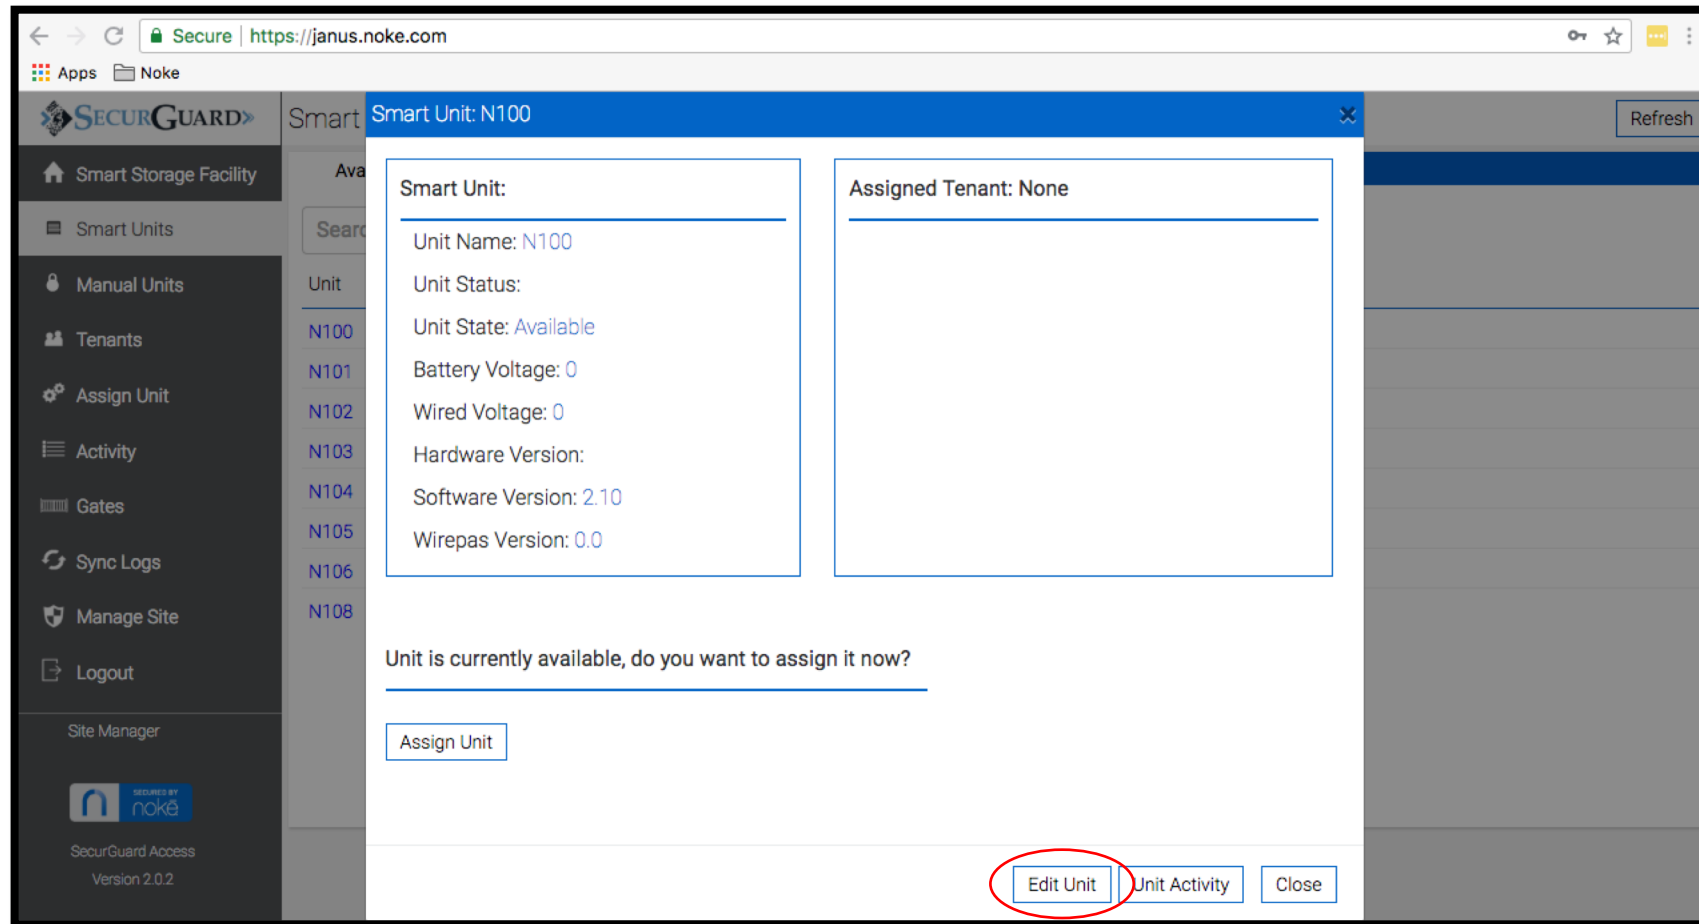 Secure | https://janus.noke.com
Apps Noke
SECURGUARD»
Smart
Smart Unit: N100
Refresh
Smart Storage Facility
Smart Units
Manual Units
Tenants
Assign Unit
Activity
Gates
Sync Logs
Manage Site
Logout
Site Manager
SECURED BY
nokē
SecurGuard Access
Version 2.0.2
Ava
Searc
Unit
N100
N101
N102
N103
N104
N105
N106
N108
Smart Unit:
Unit Name: N100
Unit Status:
Unit State: Available
Battery Voltage: 0
Wired Voltage: 0
Hardware Version:
Software Version: 2.10
Wirepas Version: 0.0
Assigned Tenant: None
Unit is currently available, do you want to assign it now?
Assign Unit
Edit Unit
Unit Activity
Close